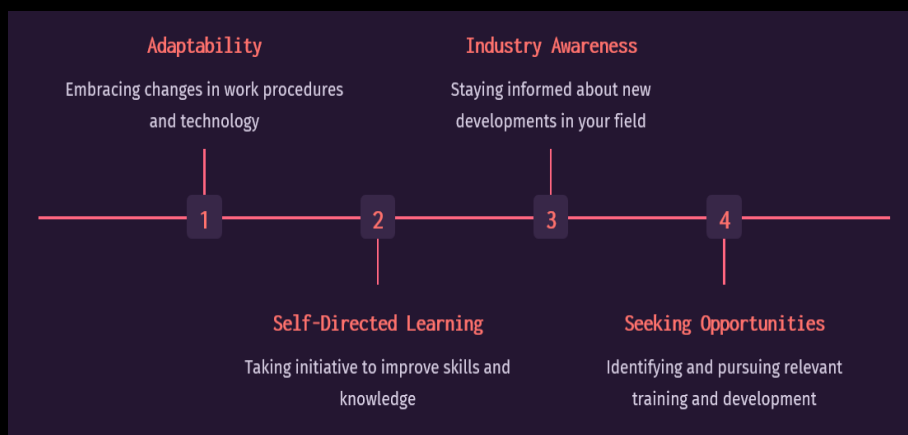 Adaptability
Embracing changes in work procedures
and technology
Industry Awareness
Staying informed about new
developments in your field
1
2
3
4
Self-Directed Learning
Taking initiative to improve skills and
knowledge
Seeking Opportunities
Identifying and pursuing relevant
training and development